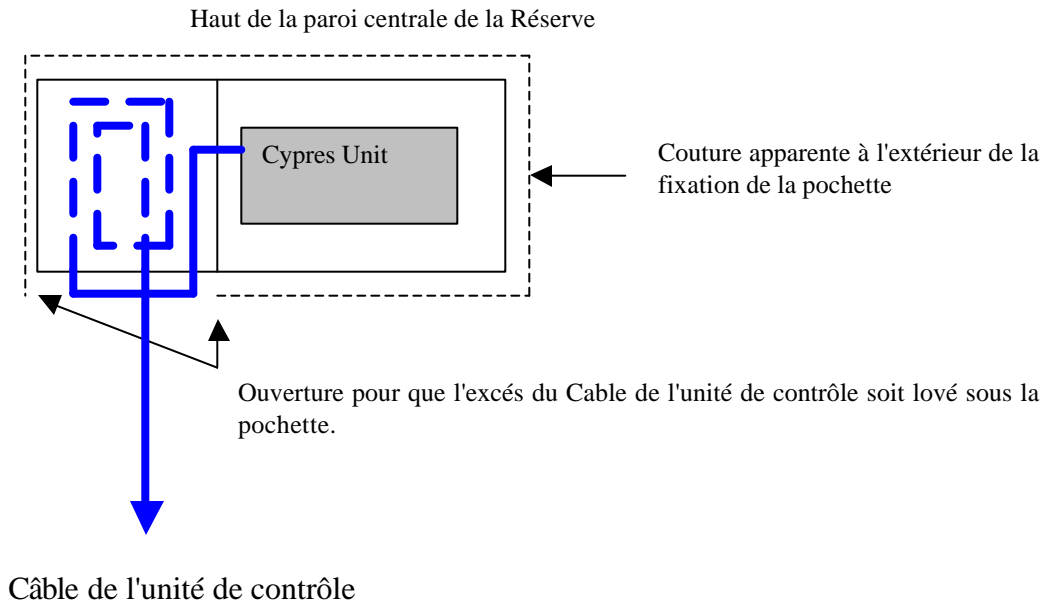 Haut de la paroi centrale de la Réserve
Cypres Unit
Couture apparente à l'extérieur de la
fixation de la pochette
Ouverture pour que l'excés du Cable de l'unité de contrôle soit lové sous la
pochette.
Câble de l'unité de contrôle